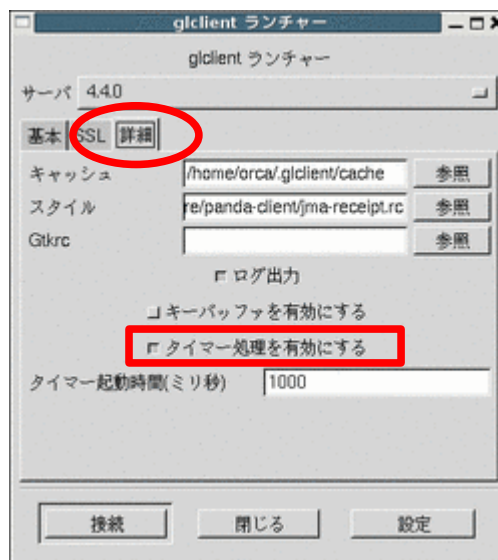 glclient ランチャー
glclient ランチャー
サーバ 4.4.0
基本 SSL 詳細
キャッシュ /home/orca/.glclient/cache 参照
スタイル re/panda-client/jma-receipt.rc 参照
Gtkrc 参照
ログ出力
キーバッファを有効にする
タイマー処理を有効にする
タイマー起動時間(ミリ秒) 1000
接続 閉じる 設定